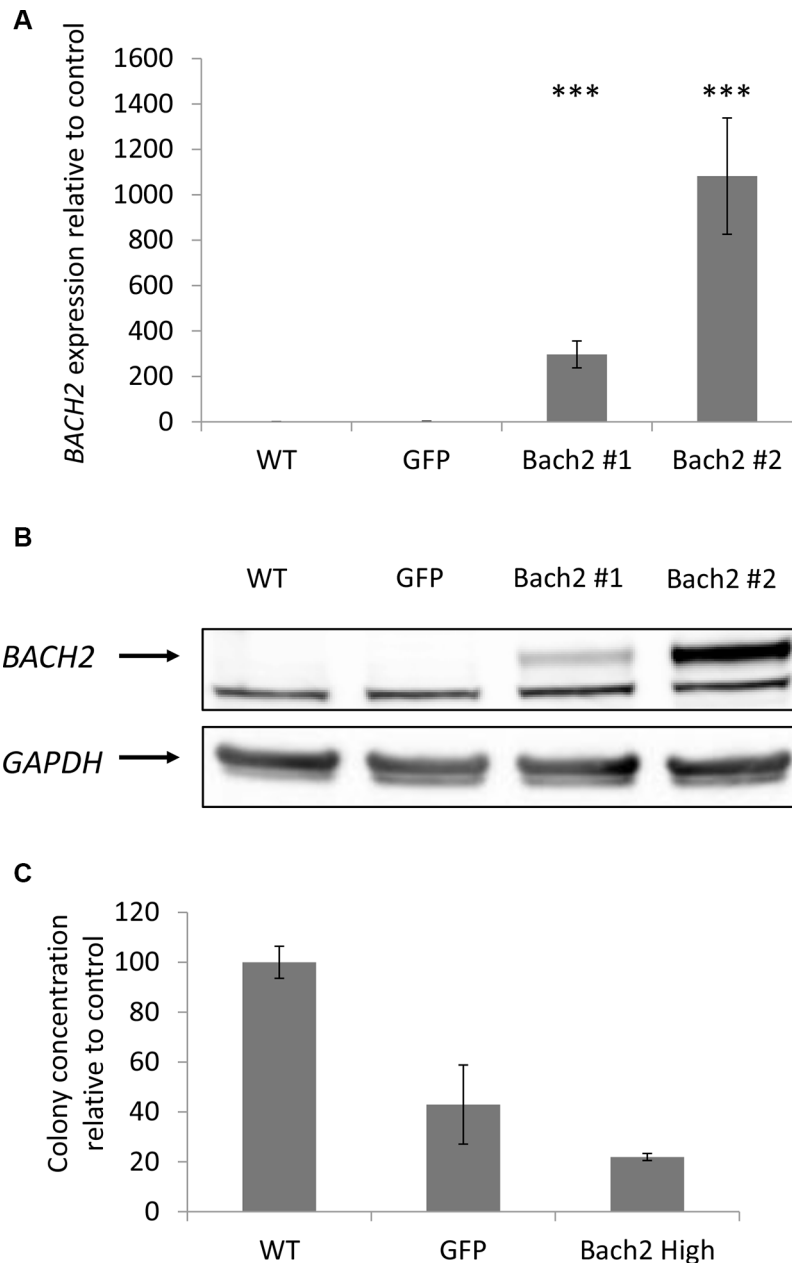 A
BACH2 expression relative to control
1600
1400
1200
1000
800
600
400
200
0
***
***
WT
GFP
Bach2 #1
Bach2 #2
B
WT
GFP
Bach2 #1
Bach2 #2
BACH2
GAPDH
C
Colony concentration
relative to control
120
100
80
60
40
20
0
WT
GFP
Bach2 High